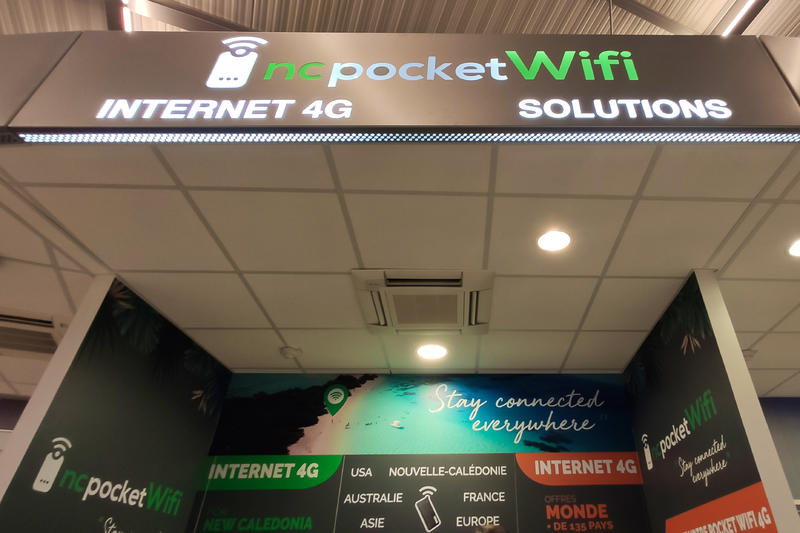 ncpocketWifi
INTERNET 4G SOLUTIONS
Stay connected
everywhere
INTERNET 4G
NEW CALEDONIA
USA NOUVELLE-CALÉDONIE
AUSTRALIE FRANCE
ASIE EUROPE
INTERNET 4G
OFFRES
MONDE
+ DE 135 PAYS
ncpocketWifi
ncpocketWifi
Stay connected
everywhere
POCKET WIFI 4G